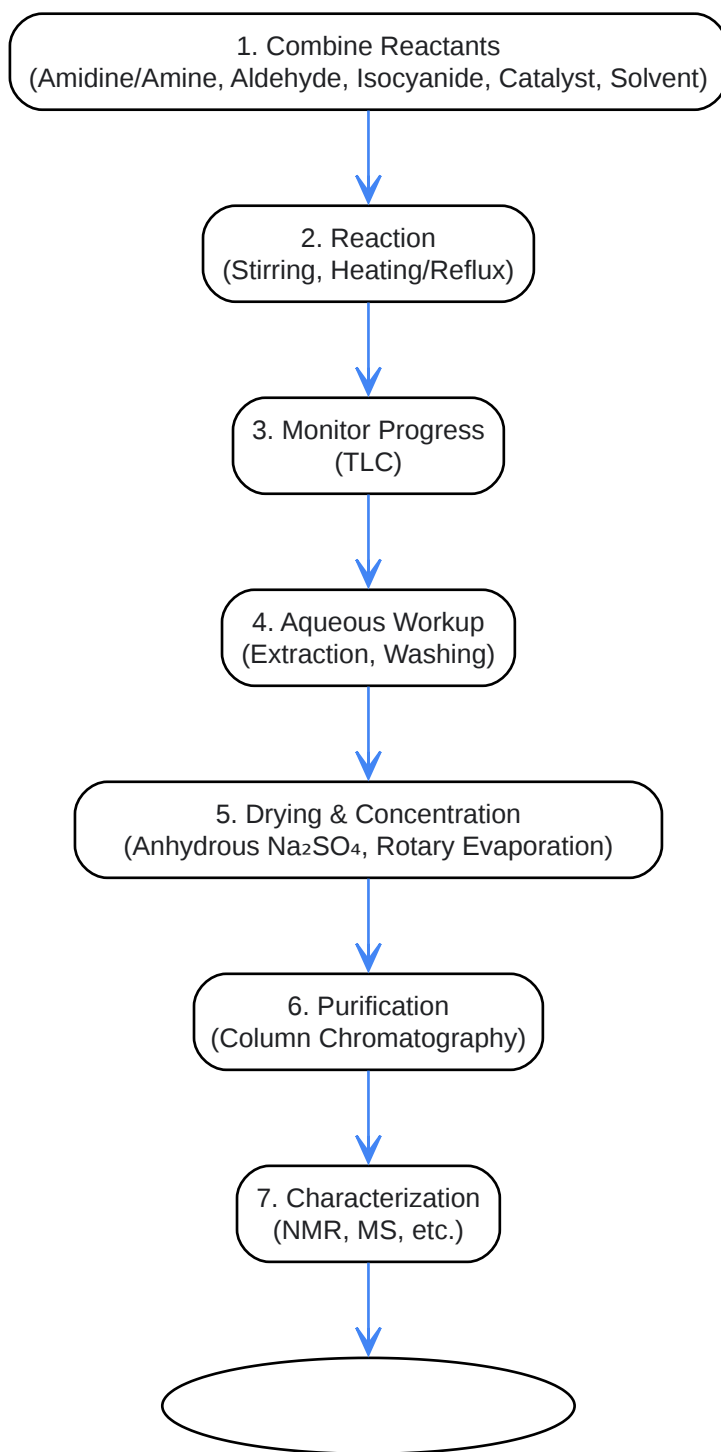 1. Combine Reactants
(Amidine/Amine, Aldehyde, Isocyanide, Catalyst, Solvent)
2. Reaction
(Stirring, Heating/Reflux)
3. Monitor Progress
(TLC)
4. Aqueous Workup
(Extraction, Washing)
5. Drying & Concentration
(Anhydrous Na₂SO₄, Rotary Evaporation)
6. Purification
(Column Chromatography)
7. Characterization
(NMR, MS, etc.)